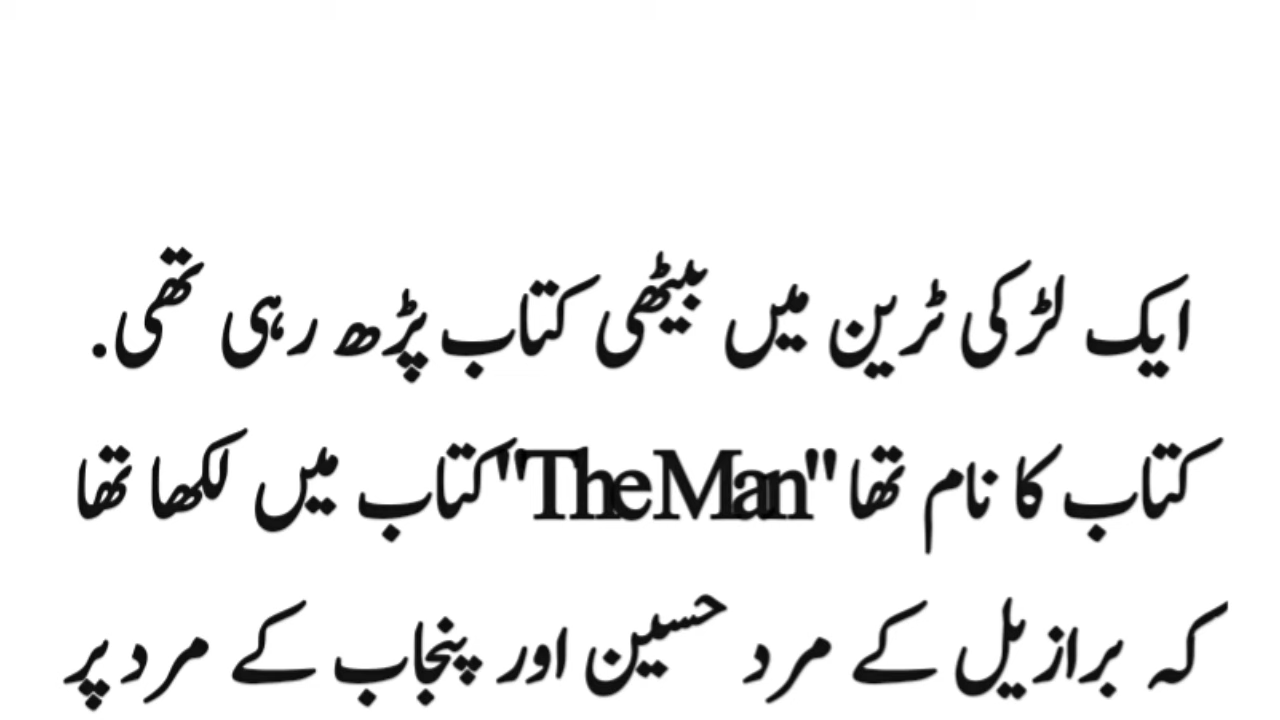 ایک لڑکی ٹرین میں بیٹھی کتاب پڑھ رہی تھی.
کتاب کا نام تھا "The Man" کتاب میں لکھا تھا
کہ برازیل کے مرد حسین اور پنجاب کے مرد پر